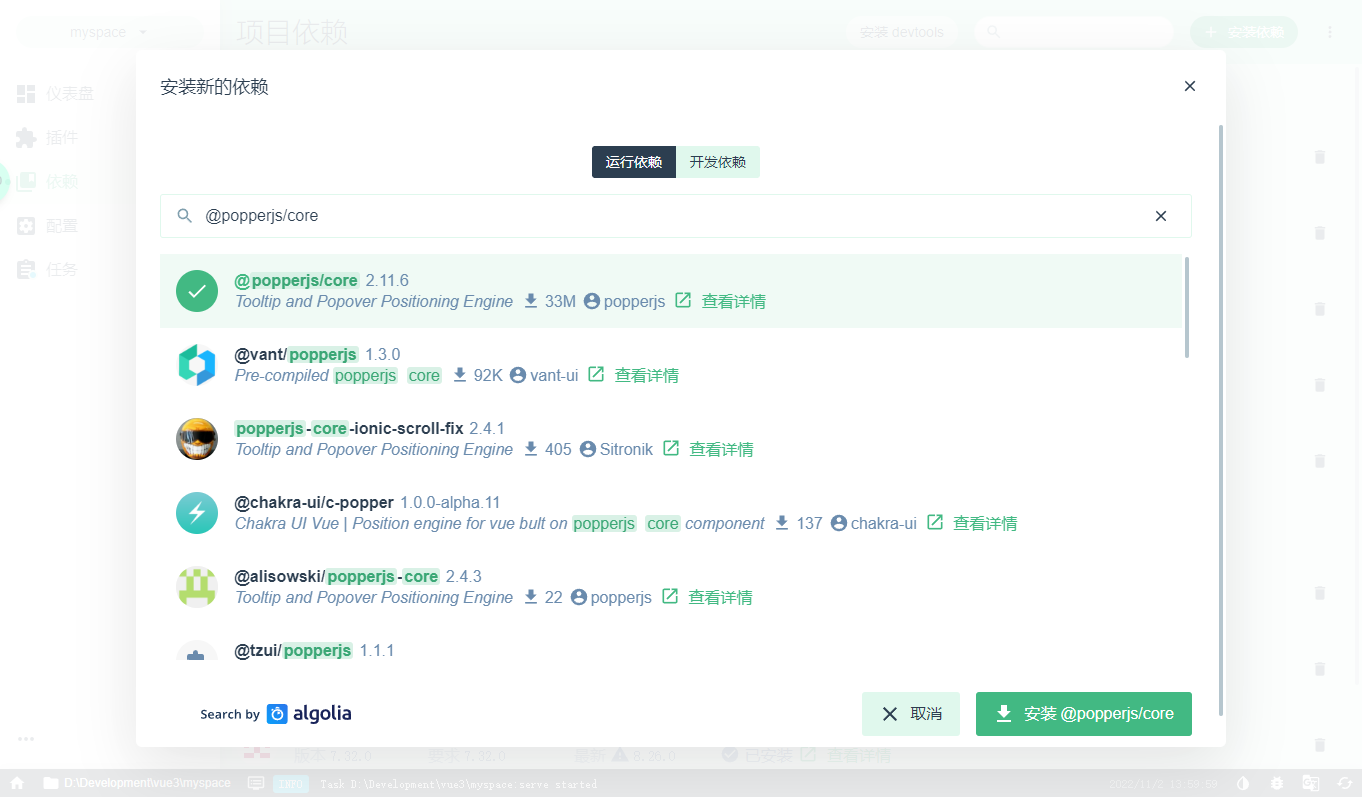 myspace
项目依赖
安装 devtools
安装依赖
仪表盘
插件
依赖
配置
任务
安装新的依赖
运行依赖 开发依赖
@popperjs/core
@popperjs/core 2.11.6
Tooltip and Popover Positioning Engine 33M popperjs 查看详情
@vant/popperjs 1.3.0
Pre-compiled popperjs core 92K vant-ui 查看详情
popperjs-core-ionic-scroll-fix 2.4.1
Tooltip and Popover Positioning Engine 405 Sitronik 查看详情
@chakra-ui/c-popper 1.0.0-alpha.11
Chakra UI Vue | Position engine for vue bult on popperjs core component 137 chakra-ui 查看详情
@alisowski/popperjs-core 2.4.3
Tooltip and Popover Positioning Engine 22 popperjs 查看详情
@tzui/popperjs 1.1.1
Search by algolia
取消
安装 @popperjs/core
版本 7.32.0 要求 7.32.0 最新 8.26.0 已安装 查看详情
D:\Development\vue3\myspace INFO Task D:\Development\vue3\myspace:serve started 2022/11/2 13:59:50